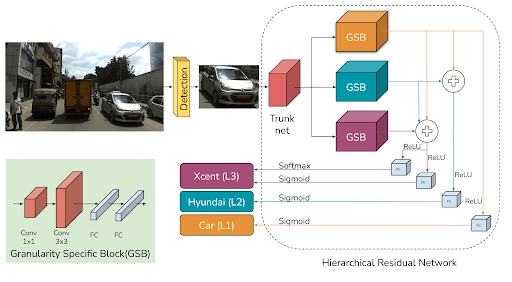 Detection
Trunk
net
GSB
GSB
GSB
ReLU
ReLU
ReLU
FC
FC
FC
FC
Softmax
Sigmoid
Sigmoid
Sigmoid
Xcent (L3)
Hyundai (L2)
Car (L1)
Conv
1x1
Conv
3x3
FC
FC
Granularity Specific Block(GSB)
Hierarchical Residual Network